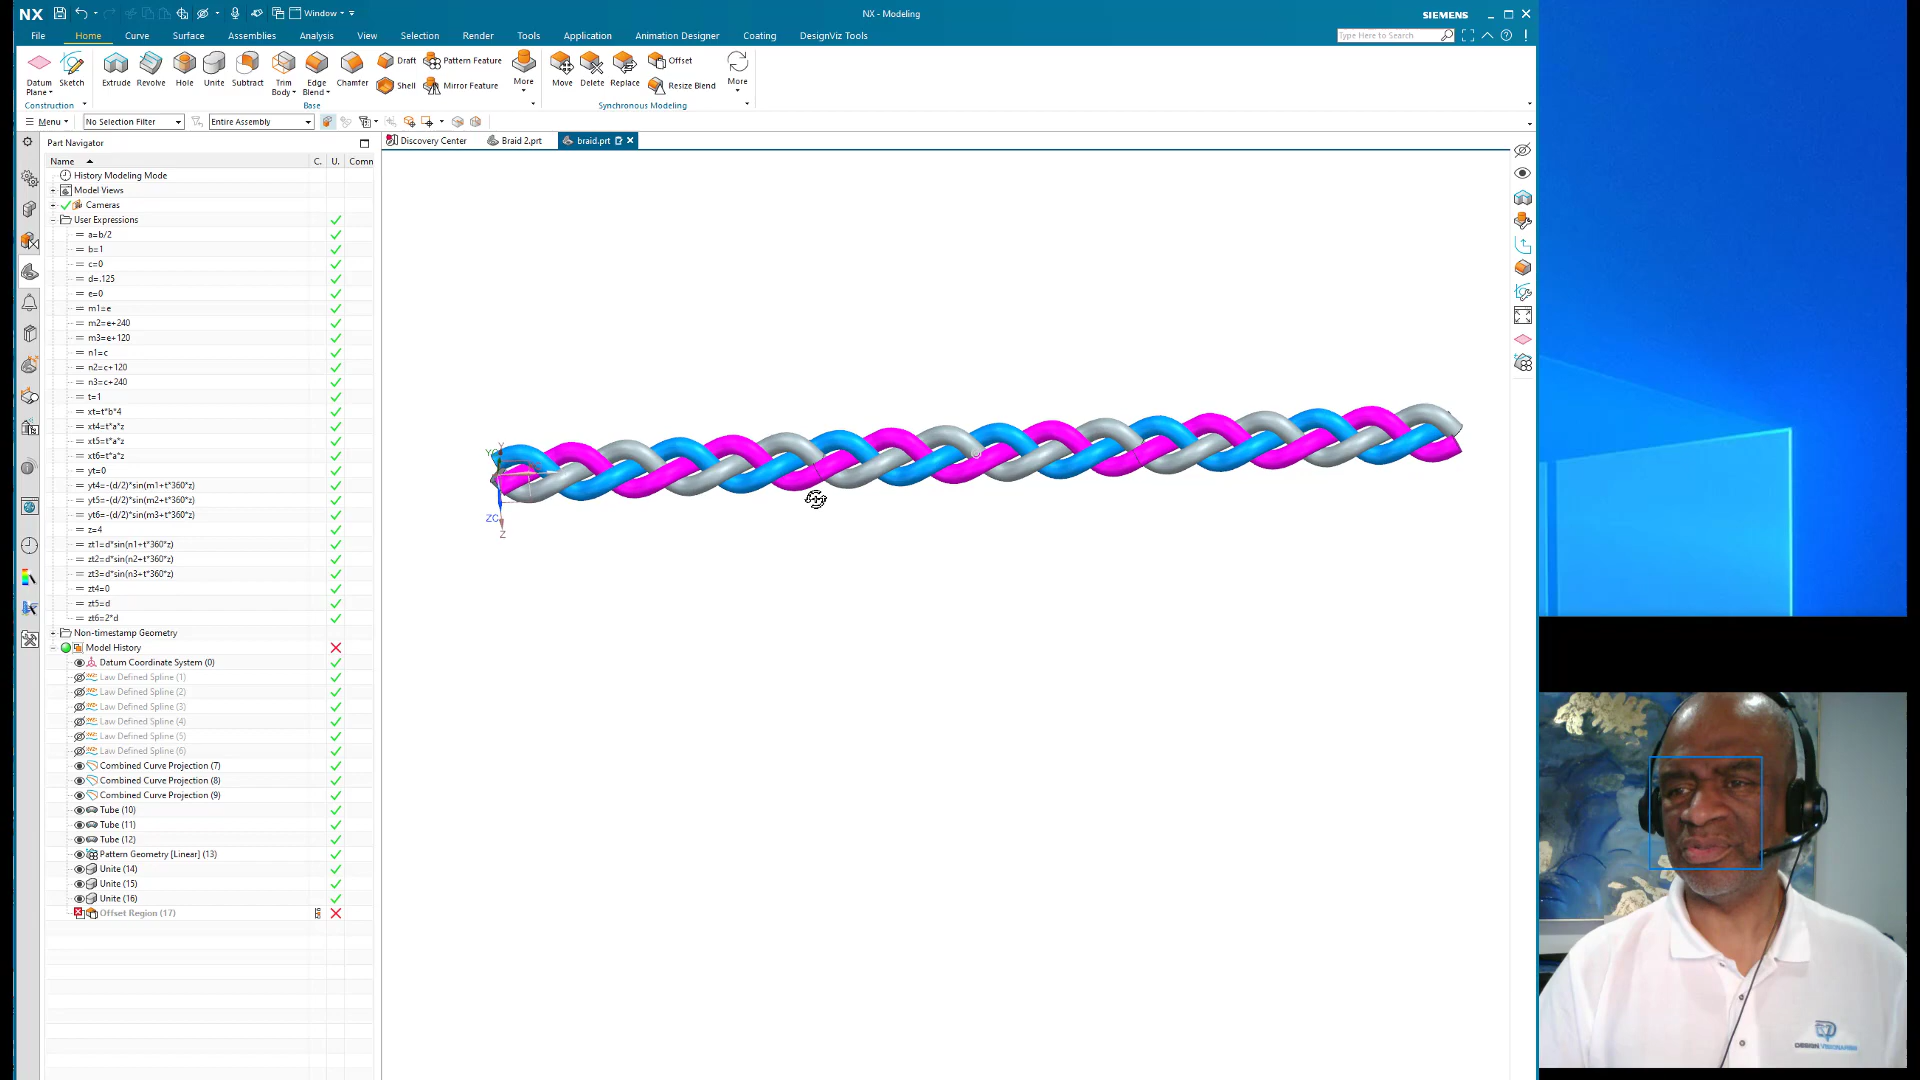 NX
Window
NX - Modeling
SIEMENS
File Home Curve Surface Assemblies Analysis View Selection Render Tools Application Animation Designer Coating DesignViz Tools
Type Here to Search
Datum Plane Sketch Extrude Revolve Hole Unite Subtract Trim Body Edge Blend Chamfer Draft Shell Pattern Feature Mirror Feature More Move Delete Replace Offset Resize Blend More
Construction Base Synchronous Modeling
Menu No Selection Filter Entire Assembly
Part Navigator
Discovery Center Braid 2.prt braid.prt
Name C. U. Comn
History Modeling Mode
Model Views
Cameras
User Expressions
a=b/2
b=1
c=0
d=.125
e=0
m1=e
m2=e+240
m3=e+120
n1=c
n2=c+120
n3=c+240
t=1
xt=t*b*4
xt4=t*a*z
xt5=t*a*z
xt6=t*a*z
yt=0
yt4=-(d/2)*sin(m1+t*360*z)
yt5=-(d/2)*sin(m2+t*360*z)
yt6=-(d/2)*sin(m3+t*360*z)
z=4
zt1=d*sin(n1+t*360*z)
zt2=d*sin(n2+t*360*z)
zt3=d*sin(n3+t*360*z)
zt4=0
zt5=d
zt6=2*d
Non-timestamp Geometry
Model History
Datum Coordinate System (0)
Law Defined Spline (1)
Law Defined Spline (2)
Law Defined Spline (3)
Law Defined Spline (4)
Law Defined Spline (5)
Law Defined Spline (6)
Combined Curve Projection (7)
Combined Curve Projection (8)
Combined Curve Projection (9)
Tube (10)
Tube (11)
Tube (12)
Pattern Geometry [Linear] (13)
Unite (14)
Unite (15)
Unite (16)
Offset Region (17)
Y
ZC
Z
DESIGN VISIONARIES